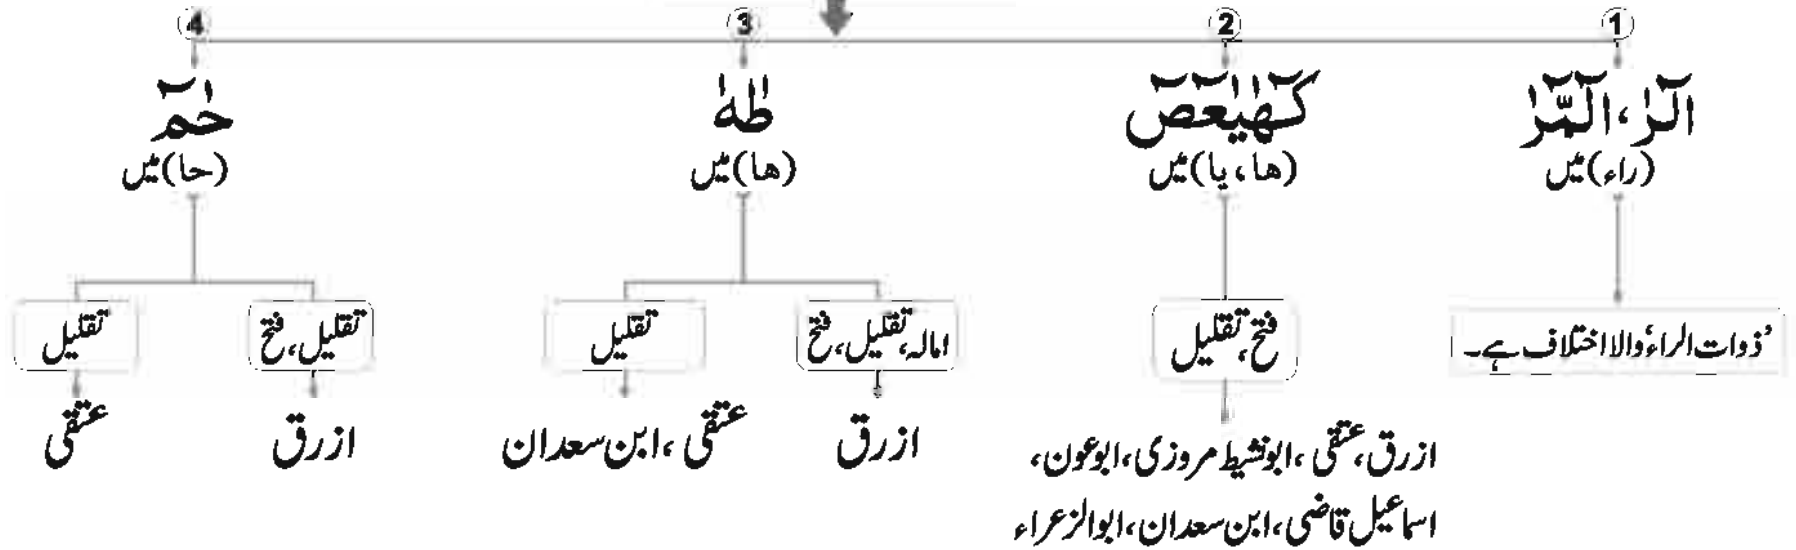 ① ② ③ ④
الٓرٰ، الٓمّٓرٰ
(راء) میں
’ذوات الراء‘ والا اختلاف ہے۔
كٓهٰيٰعٓصٓ
(ها، یا) میں
فتح، تقلیل
ازرق، عتقی، ابونشیط مروزی، ابوعون،
اسماعیل قاضی، ابن سعدان، ابوالزعراء
طٰهٰ
(ها) میں
امالہ، تقلیل، فتح
ازرق
تقلیل
عتقی، ابن سعدان
حٰمٓ
(حا) میں
تقلیل، فتح
ازرق
تقلیل
عتقی